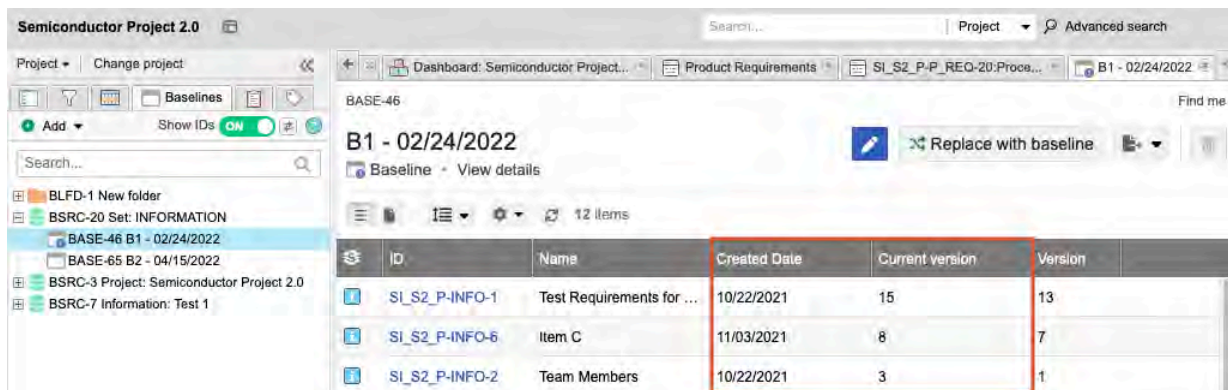 Semiconductor Project 2.0
Search...
Project
Advanced search
Project
Change project
Dashboard: Semiconductor Project...
Product Requirements
SI_S2_P-P_REQ-20:Proce...
B1 - 02/24/2022
Baselines
BASE-46
Find me
Add
Show IDs ON
B1 - 02/24/2022
Replace with baseline
Search...
Baseline
View details
BLFD-1 New folder
BSRC-20 Set: INFORMATION
BASE-46 B1 - 02/24/2022
BASE-65 B2 - 04/15/2022
BSRC-3 Project: Semiconductor Project 2.0
BSRC-7 Information: Test 1
12 items
ID Name Created Date Current version Version
SI_S2_P-INFO-1 Test Requirements for ... 10/22/2021 15 13
SI_S2_P-INFO-6 Item C 11/03/2021 8 7
SI_S2_P-INFO-2 Team Members 10/22/2021 3 1